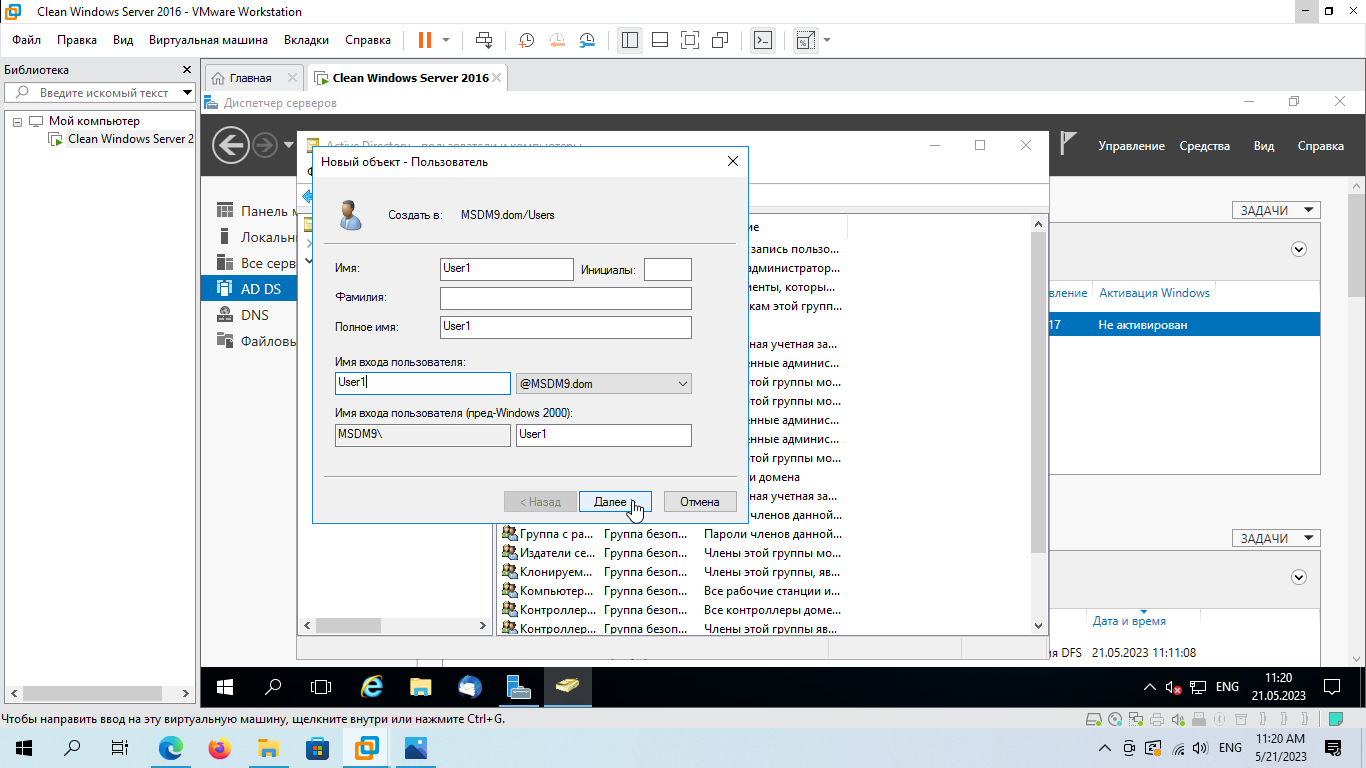 Clean Windows Server 2016 - VMware Workstation
Файл Правка Вид Виртуальная машина Вкладки Справка
Библиотека
Введите искомый текст
Мой компьютер
Clean Windows Server 2
Главная
Clean Windows Server 2016
Диспетчер серверов
Управление Средства Вид Справка
Active Directory - пользователи и компьютеры
Панель
Локальн
Все серв
AD DS
DNS
Файловы
Новый объект - Пользователь
Создать в: MSDM9.dom/Users
Имя: User1 Инициалы:
Фамилия:
Полное имя: User1
Имя входа пользователя:
User1 @MSDM9.dom
Имя входа пользователя (пред-Windows 2000):
MSDM9\ User1
< Назад Далее > Отмена
ие
запись пользо...
администратор...
менты, которы...
кам этой групп...
ная учетная за...
енные админис...
этой группы мо...
ная учетная за...
енные админис...
енные админис...
той группы мо...
и домена
ная учетная за...
членов данной...
Группа с ра... Группа безоп... Пароли членов данной...
Издатели се... Группа безоп... Члены этой группы мо...
Клонируем... Группа безоп... Члены этой группы, яв...
Компьютер... Группа безоп... Все рабочие станции и...
Контроллер... Группа безоп... Все контроллеры доме...
Контроллер... Группа безоп... Члены этой группы яв...
ЗАДАЧИ
вление Активация Windows
17 Не активирован
ЗАДАЧИ
Дата и время
ия DFS 21.05.2023 11:11:08
ENG
11:20
21.05.2023
Чтобы направить ввод на эту виртуальную машину, щелкните внутри или нажмите Ctrl+G.
ENG
11:20 AM
5/21/2023